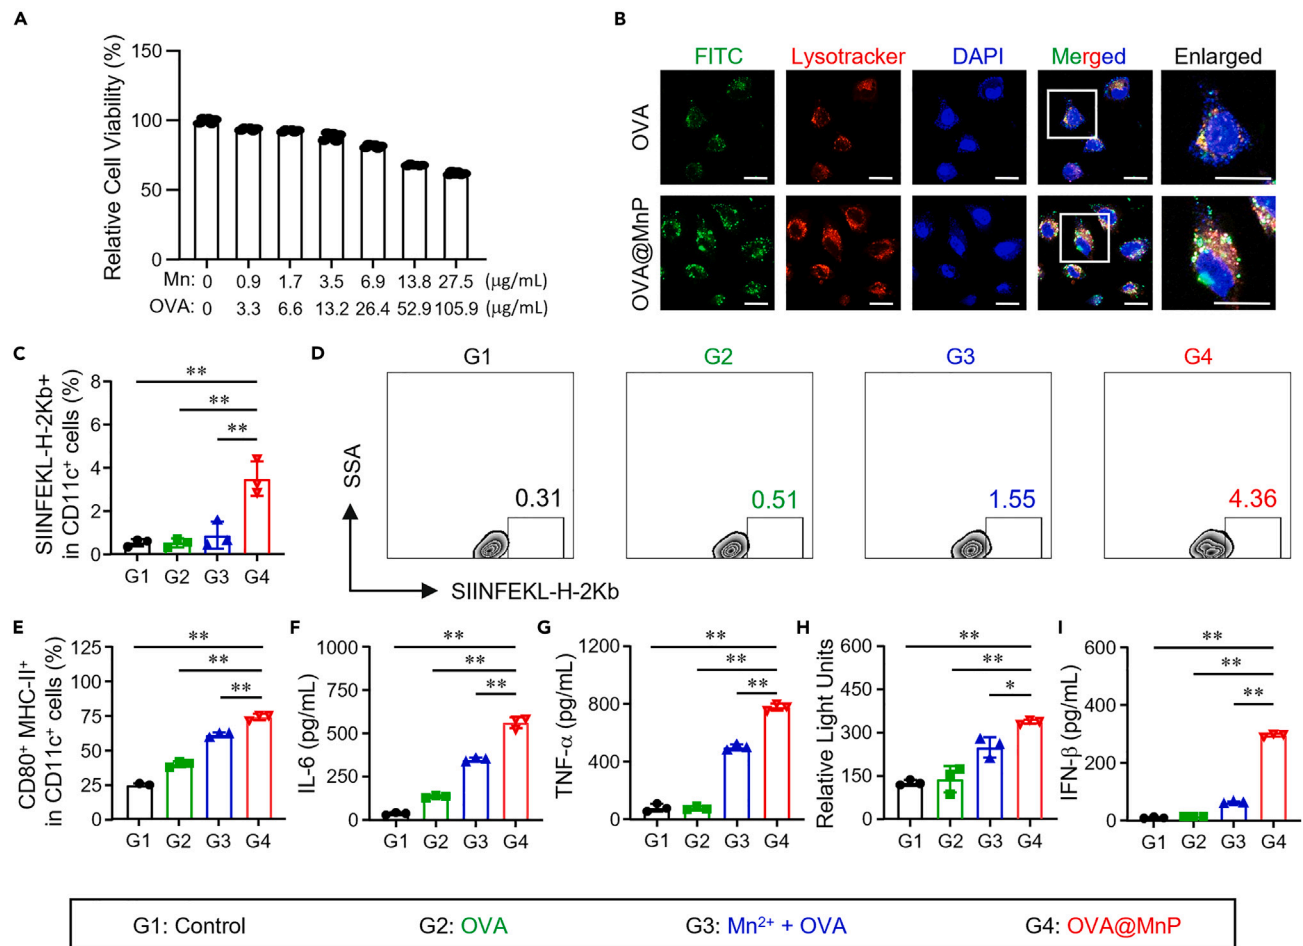 A
Relative Cell Viability (%)
150
100
50
0
Mn: 0 0.9 1.7 3.5 6.9 13.8 27.5 (μg/mL)
OVA: 0 3.3 6.6 13.2 26.4 52.9 105.9 (μg/mL)
B
FITC Lysotracker DAPI Merged Enlarged
OVA
OVA@MnP
C
SIINFEKL-H-2Kb+
in CD11c⁺ cells (%)
8
6
4
2
0
** 
**
**
G1 G2 G3 G4
D
G1 G2 G3 G4
SSA
0.31 0.51 1.55 4.36
SIINFEKL-H-2Kb
E
CD80⁺ MHC-II⁺
in CD11c⁺ cells (%)
125
100
75
50
25
0
**
**
**
G1 G2 G3 G4
F
IL-6 (pg/mL)
1000
750
500
250
0
**
**
**
G1 G2 G3 G4
G
TNF-α (pg/mL)
1200
800
400
0
**
**
**
G1 G2 G3 G4
H
Relative Light Units
600
450
300
150
0
**
**
*
G1 G2 G3 G4
I
IFN-β (pg/mL)
600
400
200
0
**
**
**
G1 G2 G3 G4
G1: Control G2: OVA G3: Mn²⁺ + OVA G4: OVA@MnP